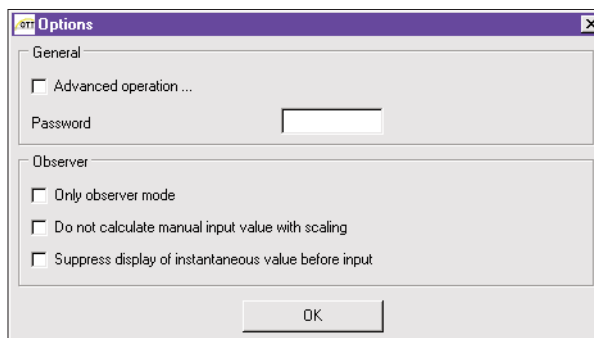 OTT Options
General
Advanced operation ...
Password
Observer
Only observer mode
Do not calculate manual input value with scaling
Suppress display of instantaneous value before input
OK